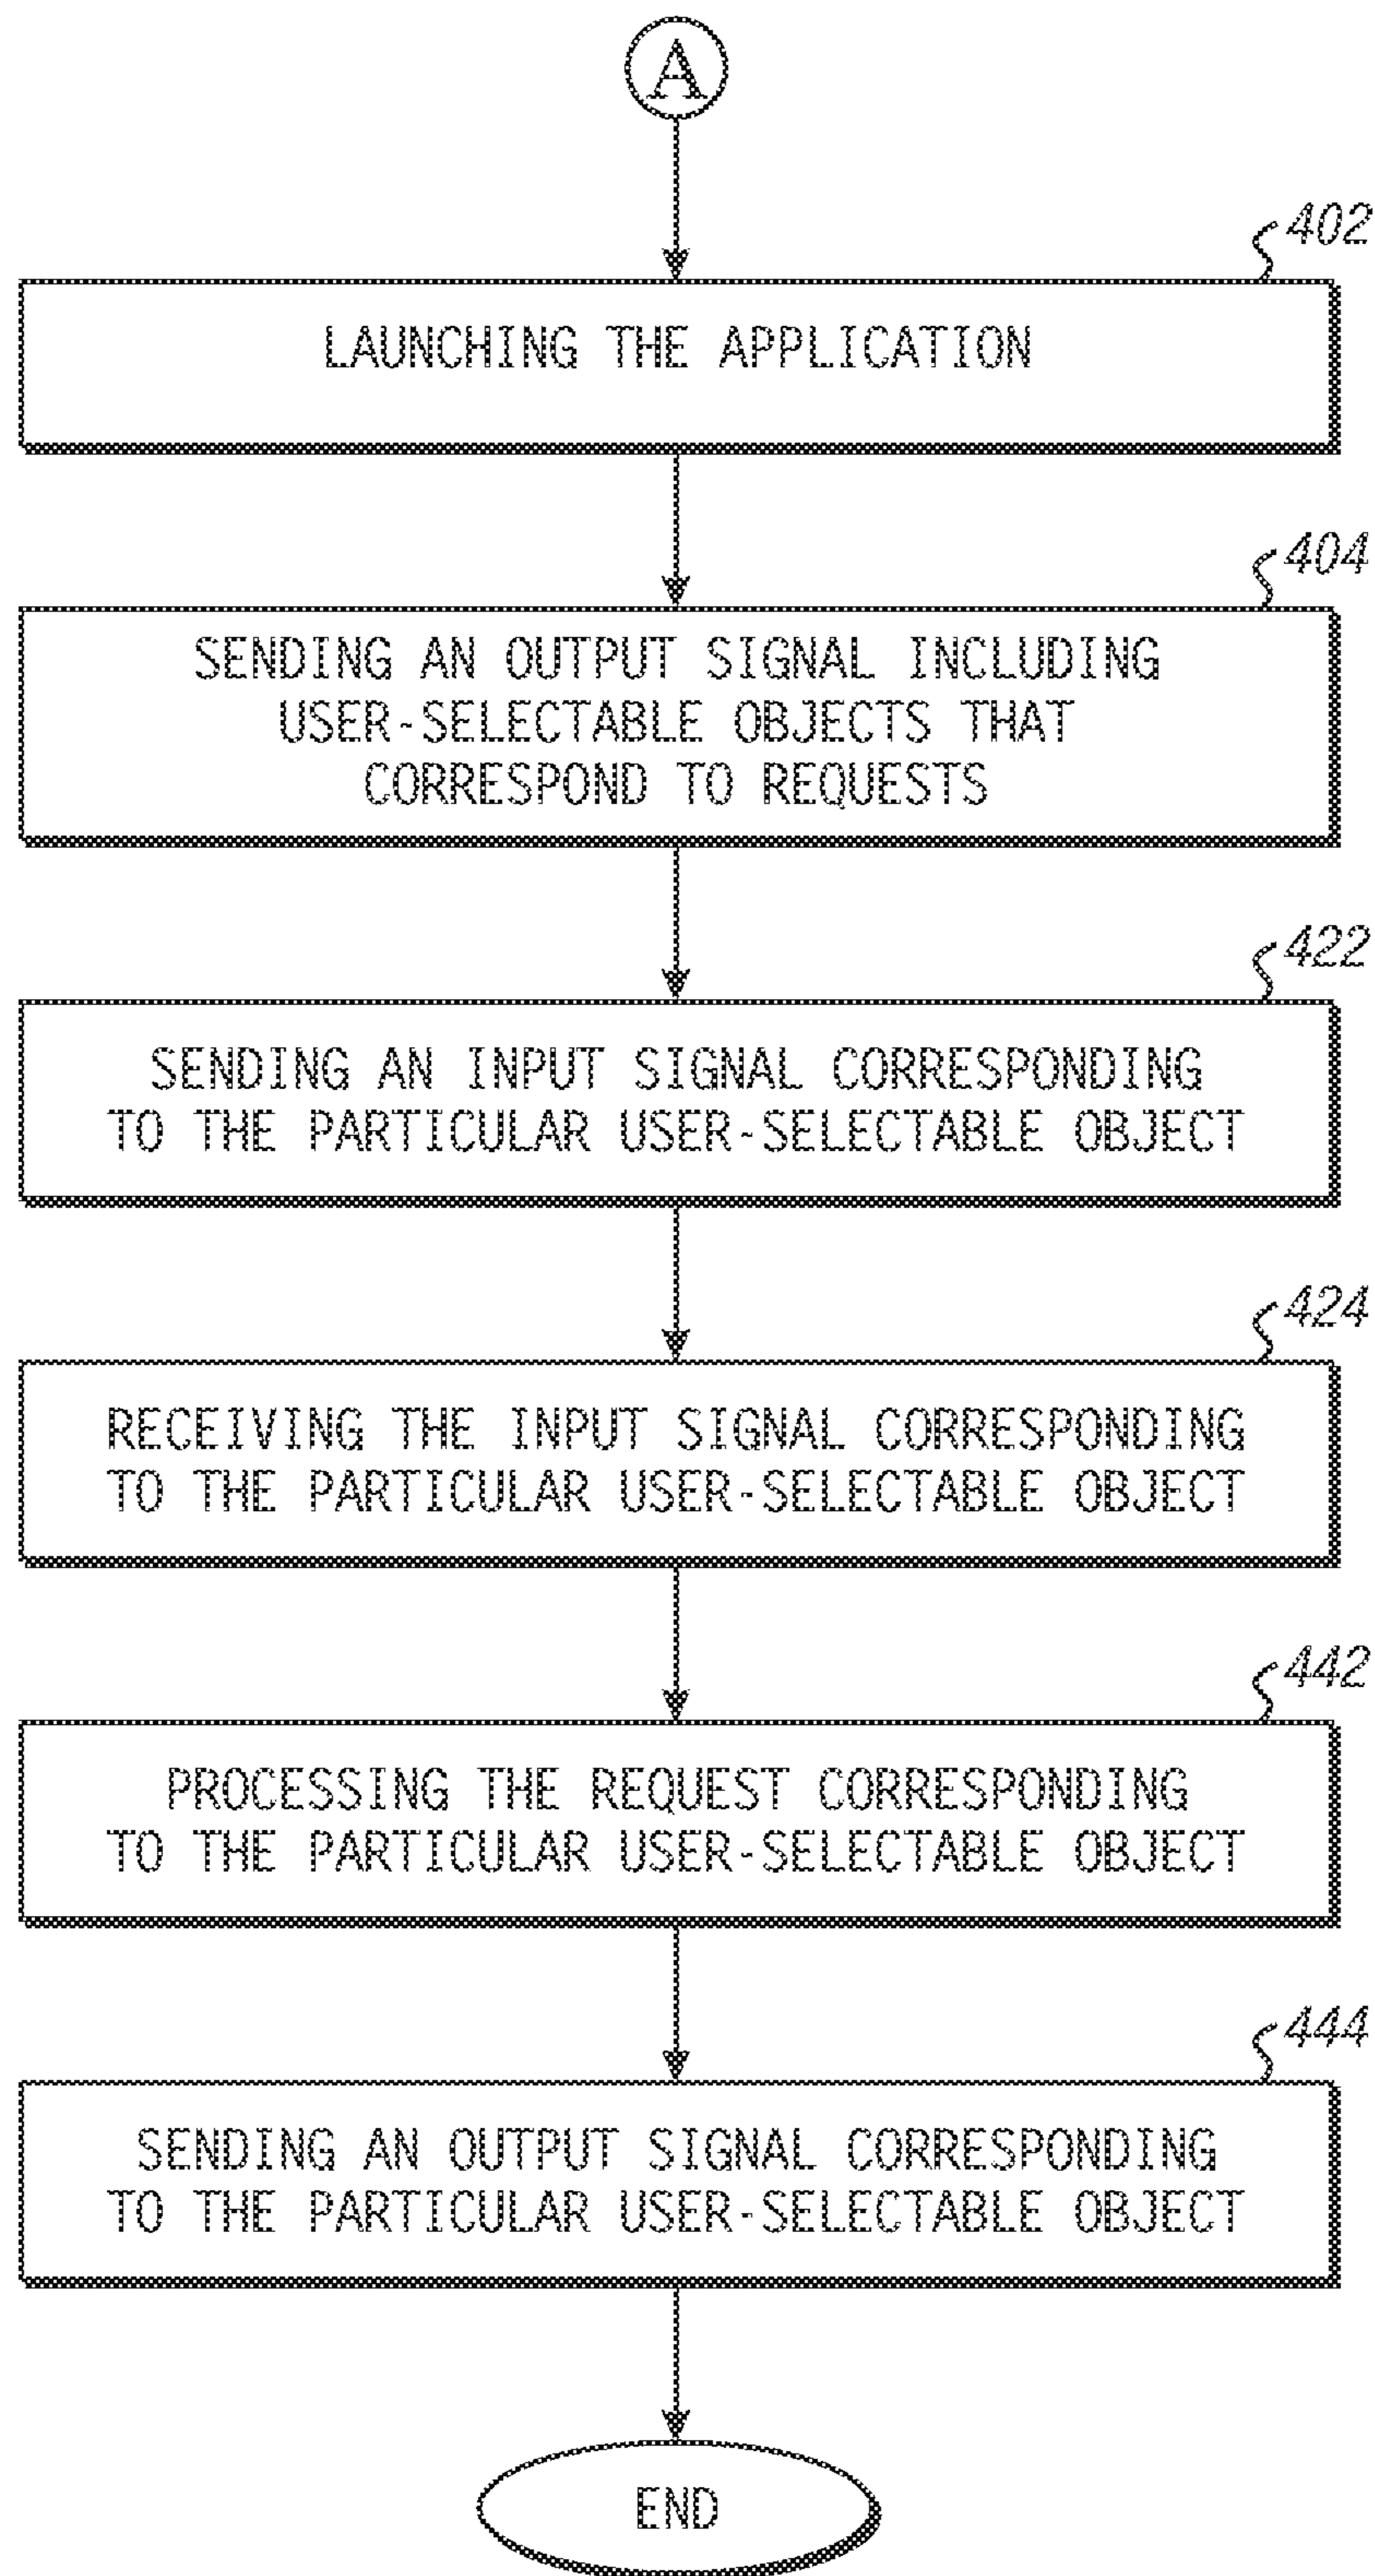 A
402
LAUNCHING THE APPLICATION
404
SENDING AN OUTPUT SIGNAL INCLUDING
USER-SELECTABLE OBJECTS THAT
CORRESPOND TO REQUESTS
422
SENDING AN INPUT SIGNAL CORRESPONDING
TO THE PARTICULAR USER-SELECTABLE OBJECT
424
RECEIVING THE INPUT SIGNAL CORRESPONDING
TO THE PARTICULAR USER-SELECTABLE OBJECT
442
PROCESSING THE REQUEST CORRESPONDING
TO THE PARTICULAR USER-SELECTABLE OBJECT
444
SENDING AN OUTPUT SIGNAL CORRESPONDING
TO THE PARTICULAR USER-SELECTABLE OBJECT
END